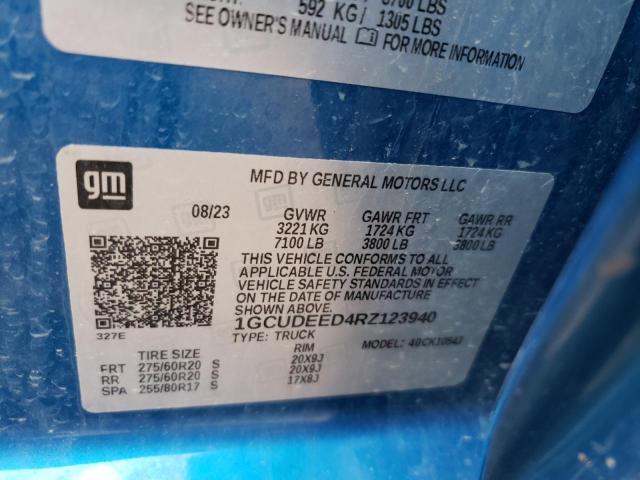 592 KG / 1305 LBS
SEE OWNER'S MANUAL FOR MORE INFORMATION
gm
MFD BY GENERAL MOTORS LLC
08/23 GVWR GAWR FRT GAWR RR
3221 KG 1724 KG 1724 KG
7100 LB 3800 LB 3800 LB
THIS VEHICLE CONFORMS TO ALL
APPLICABLE U.S. FEDERAL MOTOR
VEHICLE SAFETY STANDARDS IN EFFECT
ON THE DATE OF MANUFACTURE
SHOWN ABOVE.
327E
1GCUDEED4RZ123940
TYPE: TRUCK MODEL:
TIRE SIZE RIM
FRT 275/60R20 S 20X9J
RR 275/60R20 S 20X9J
SPA 255/80R17 S 17X8J